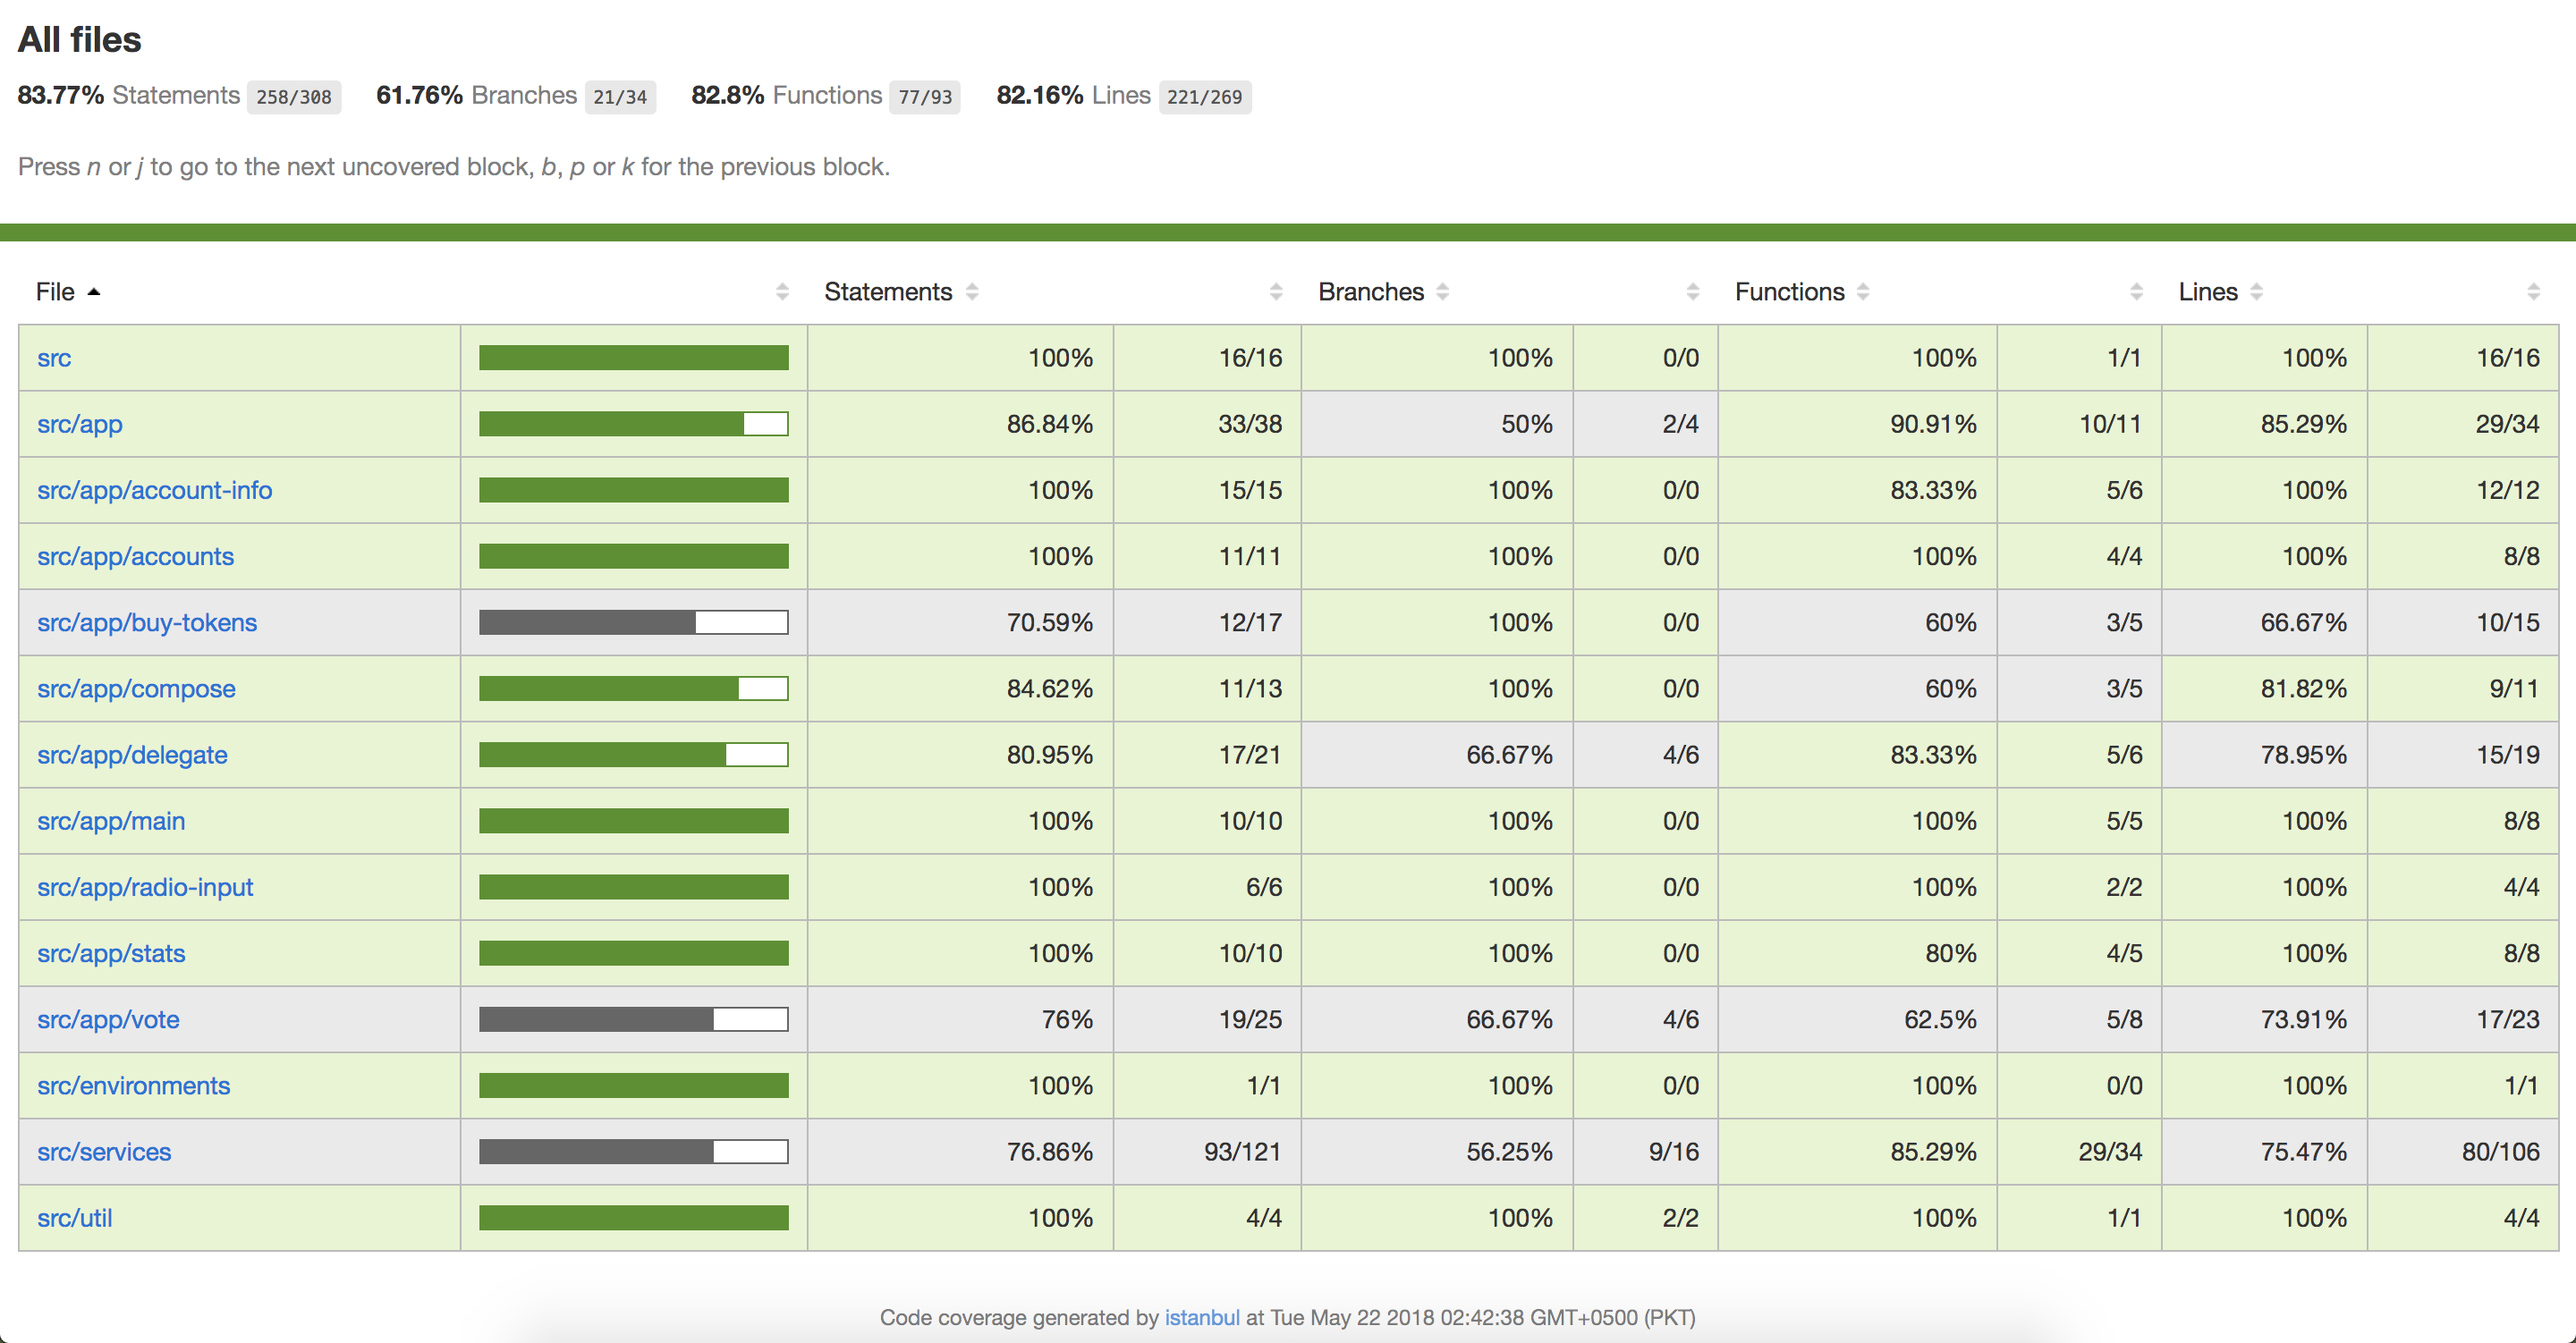 All files
83.77% Statements 258/308 61.76% Branches 21/34 82.8% Functions 77/93 82.16% Lines 221/269
Press n or j to go to the next uncovered block, b, p or k for the previous block.
File Statements Branches Functions Lines
src 100% 16/16 100% 0/0 100% 1/1 100% 16/16
src/app 86.84% 33/38 50% 2/4 90.91% 10/11 85.29% 29/34
src/app/account-info 100% 15/15 100% 0/0 83.33% 5/6 100% 12/12
src/app/accounts 100% 11/11 100% 0/0 100% 4/4 100% 8/8
src/app/buy-tokens 70.59% 12/17 100% 0/0 60% 3/5 66.67% 10/15
src/app/compose 84.62% 11/13 100% 0/0 60% 3/5 81.82% 9/11
src/app/delegate 80.95% 17/21 66.67% 4/6 83.33% 5/6 78.95% 15/19
src/app/main 100% 10/10 100% 0/0 100% 5/5 100% 8/8
src/app/radio-input 100% 6/6 100% 0/0 100% 2/2 100% 4/4
src/app/stats 100% 10/10 100% 0/0 80% 4/5 100% 8/8
src/app/vote 76% 19/25 66.67% 4/6 62.5% 5/8 73.91% 17/23
src/environments 100% 1/1 100% 0/0 100% 0/0 100% 1/1
src/services 76.86% 93/121 56.25% 9/16 85.29% 29/34 75.47% 80/106
src/util 100% 4/4 100% 2/2 100% 1/1 100% 4/4
Code coverage generated by istanbul at Tue May 22 2018 02:42:38 GMT+0500 (PKT)